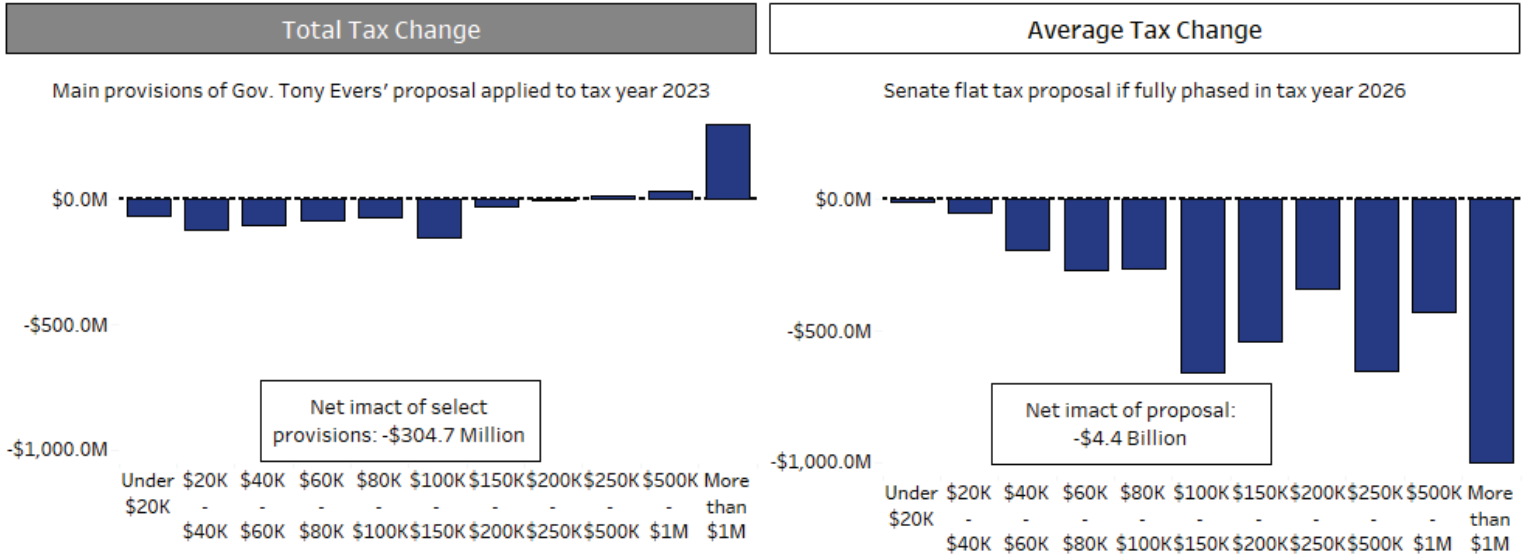 Total Tax Change
Main provisions of Gov. Tony Evers' proposal applied to tax year 2023
$0.0M
-$500.0M
-$1,000.0M
Net imact of select
provisions: -$304.7 Million
Under $20K $40K $60K $80K $100K $150K $200K $250K $500K More
$20K - - - - - - - - - than
$40K $60K $80K $100K $150K $200K $250K $500K $1M $1M
Average Tax Change
Senate flat tax proposal if fully phased in tax year 2026
$0.0M
-$500.0M
-$1,000.0M
Net imact of proposal:
-$4.4 Billion
Under $20K $40K $60K $80K $100K $150K $200K $250K $500K More
$20K - - - - - - - - - than
$40K $60K $80K $100K $150K $200K $250K $500K $1M $1M